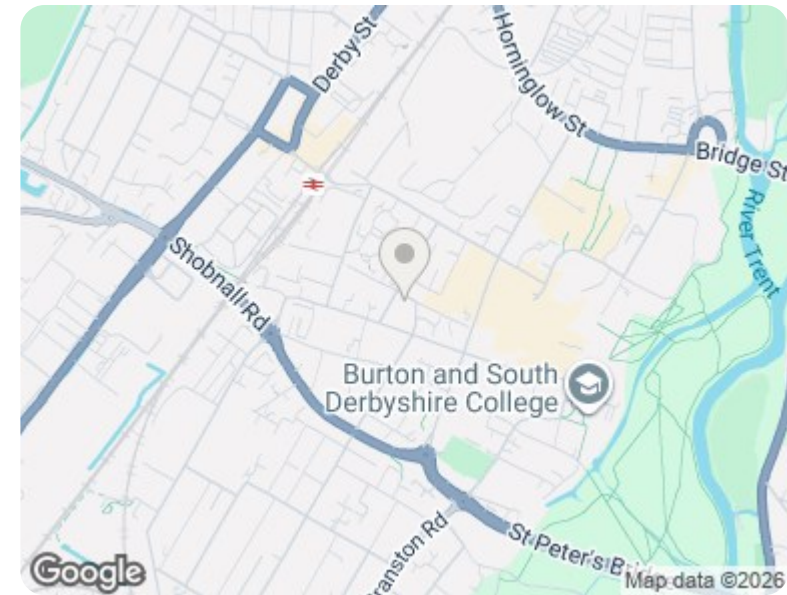 Derby St
Horninglow St
Bridge St
River Trent
Shobnall Rd
Burton and South
Derbyshire College
St Peter's
Rd
Google
Map data ©2026